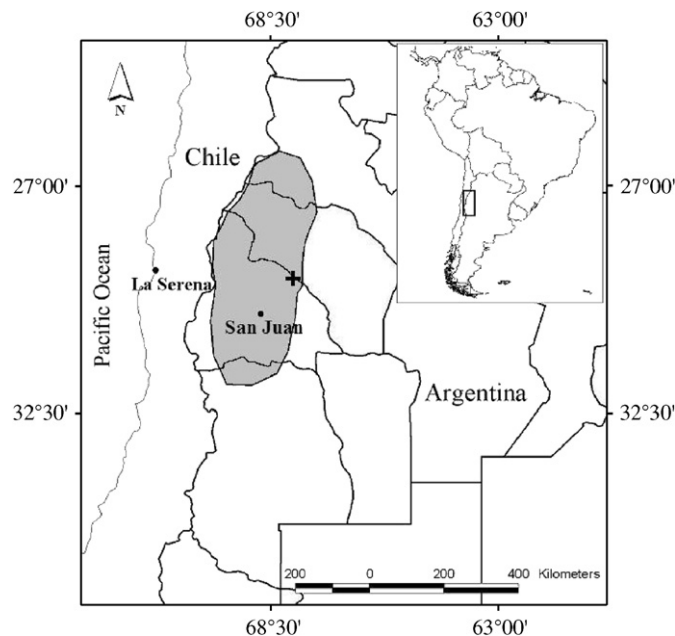 68°30' 63°00'
N
Chile
27°00' 27°00'
La Serena
San Juan
Pacific Ocean
Argentina
32°30' 32°30'
200 0 200 400 Kilometers
68°30' 63°00'